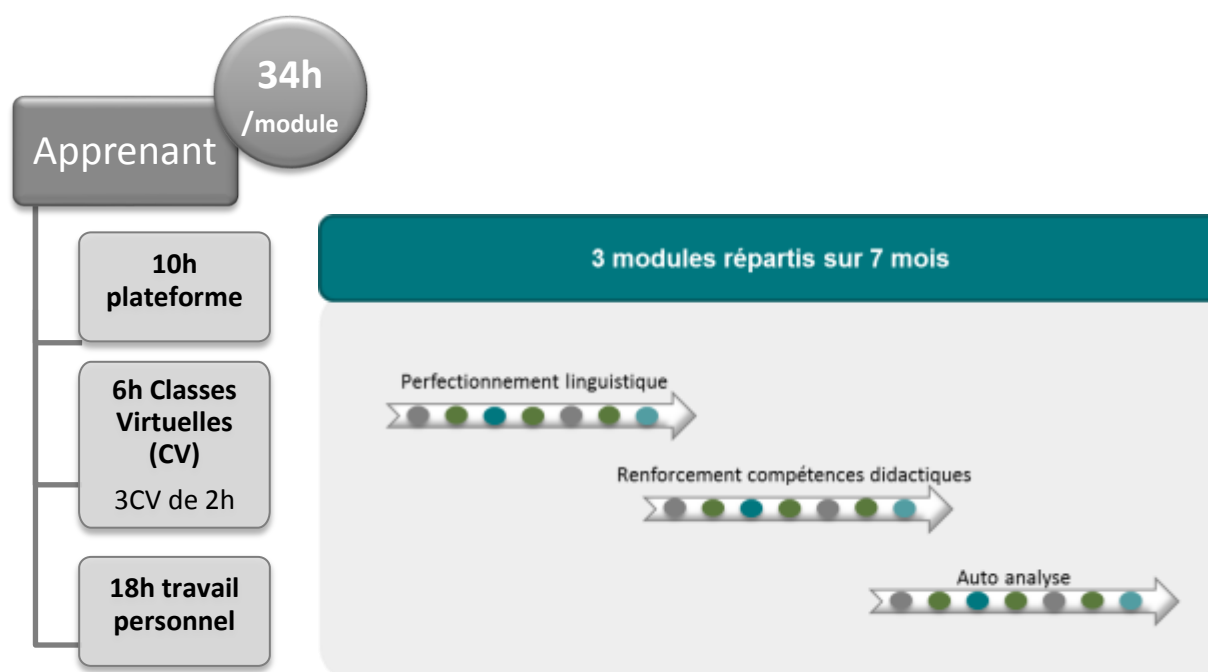 34h
/module
Apprenant
10h
plateforme
6h Classes
Virtuelles
(CV)
3CV de 2h
18h travail
personnel
3 modules répartis sur 7 mois
Perfectionnement linguistique
Renforcement compétences didactiques
Auto analyse